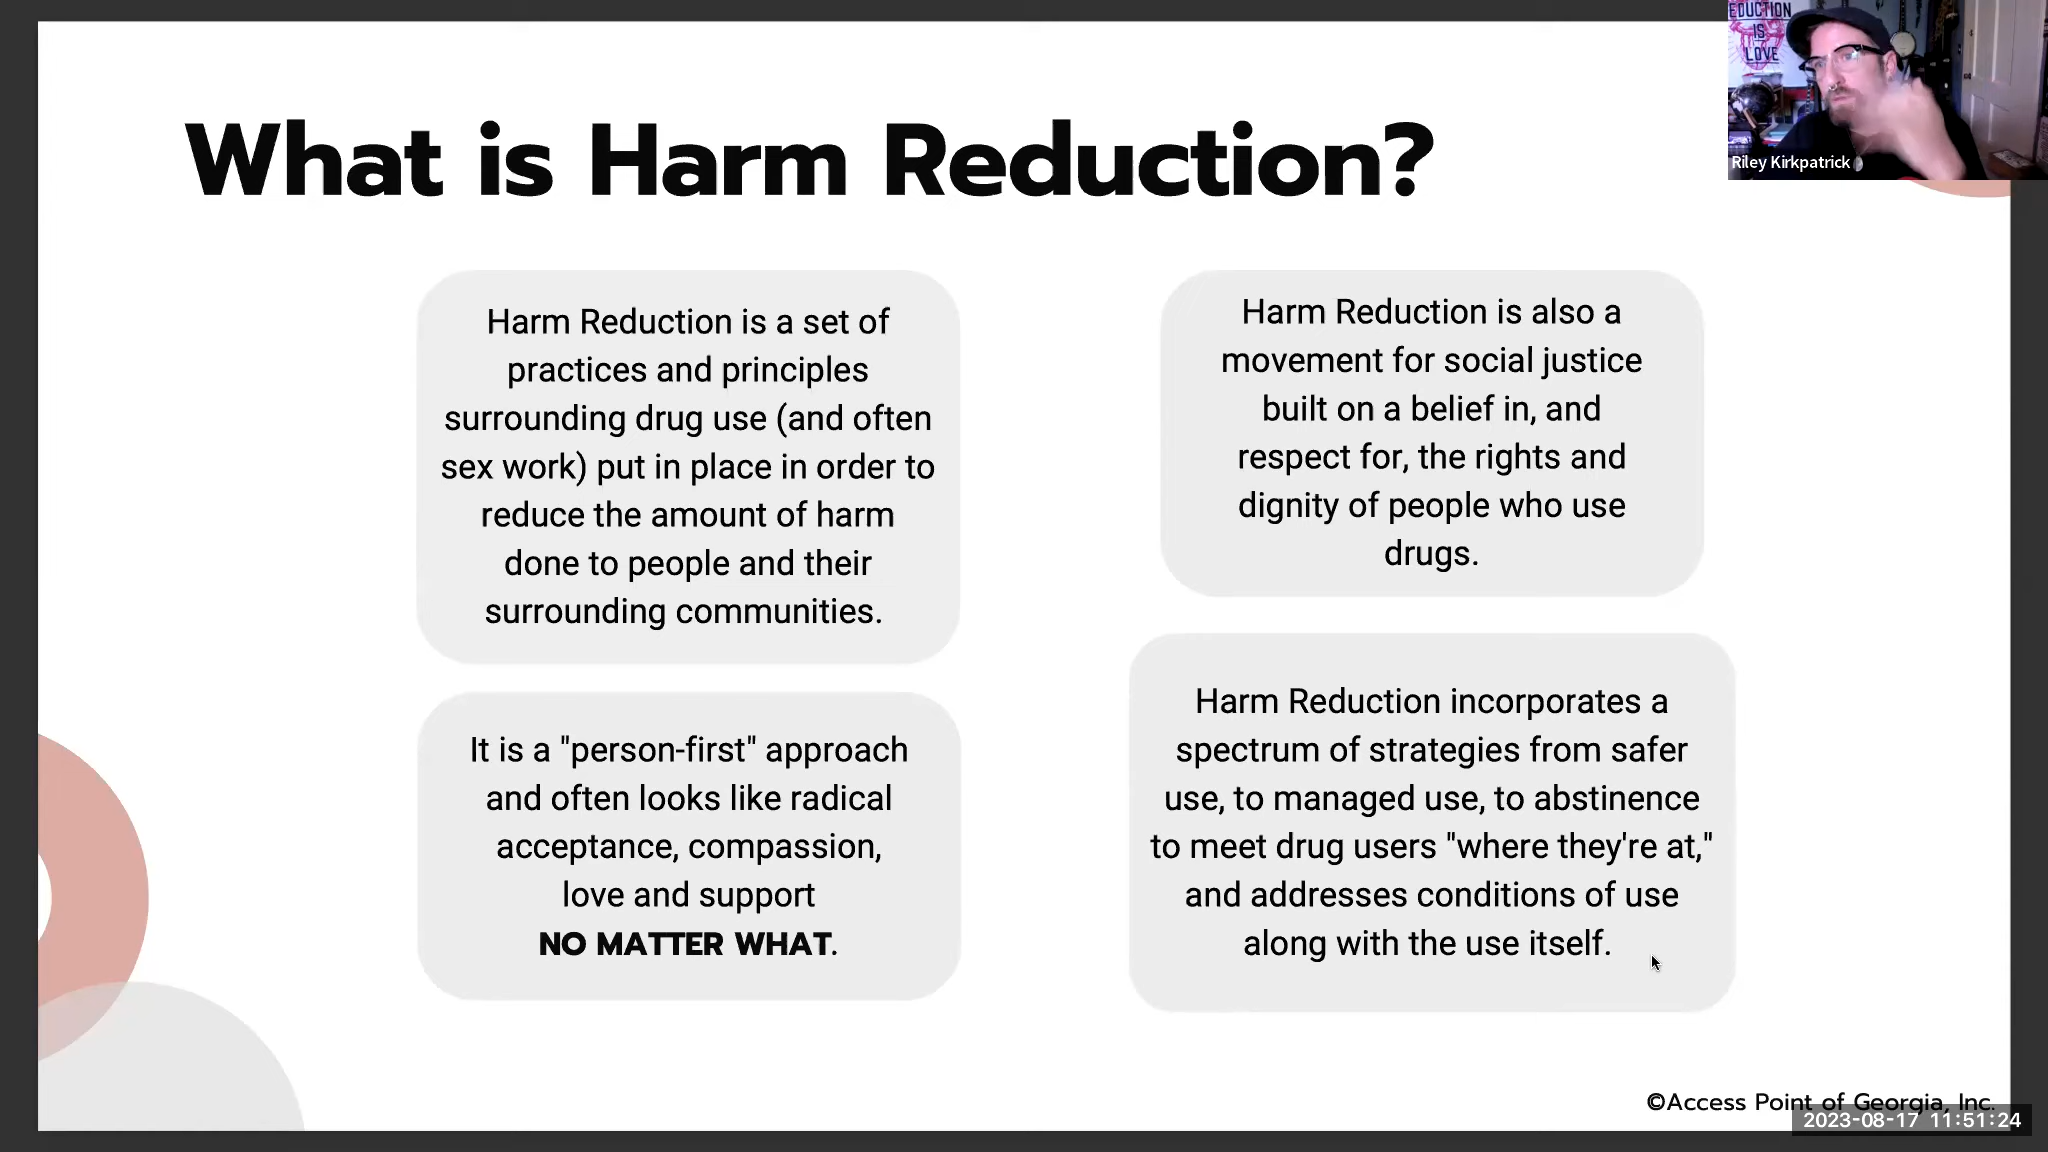 What is Harm Reduction?
EDUCTION
IS
LOVE
Riley Kirkpatrick
Harm Reduction is a set of
practices and principles
surrounding drug use (and often
sex work) put in place in order to
reduce the amount of harm
done to people and their
surrounding communities.
Harm Reduction is also a
movement for social justice
built on a belief in, and
respect for, the rights and
dignity of people who use
drugs.
It is a "person-first" approach
and often looks like radical
acceptance, compassion,
love and support
NO MATTER WHAT.
Harm Reduction incorporates a
spectrum of strategies from safer
use, to managed use, to abstinence
to meet drug users "where they're at,"
and addresses conditions of use
along with the use itself.
©Access Point of Georgia, Inc.
2023-08-17 11:51:24